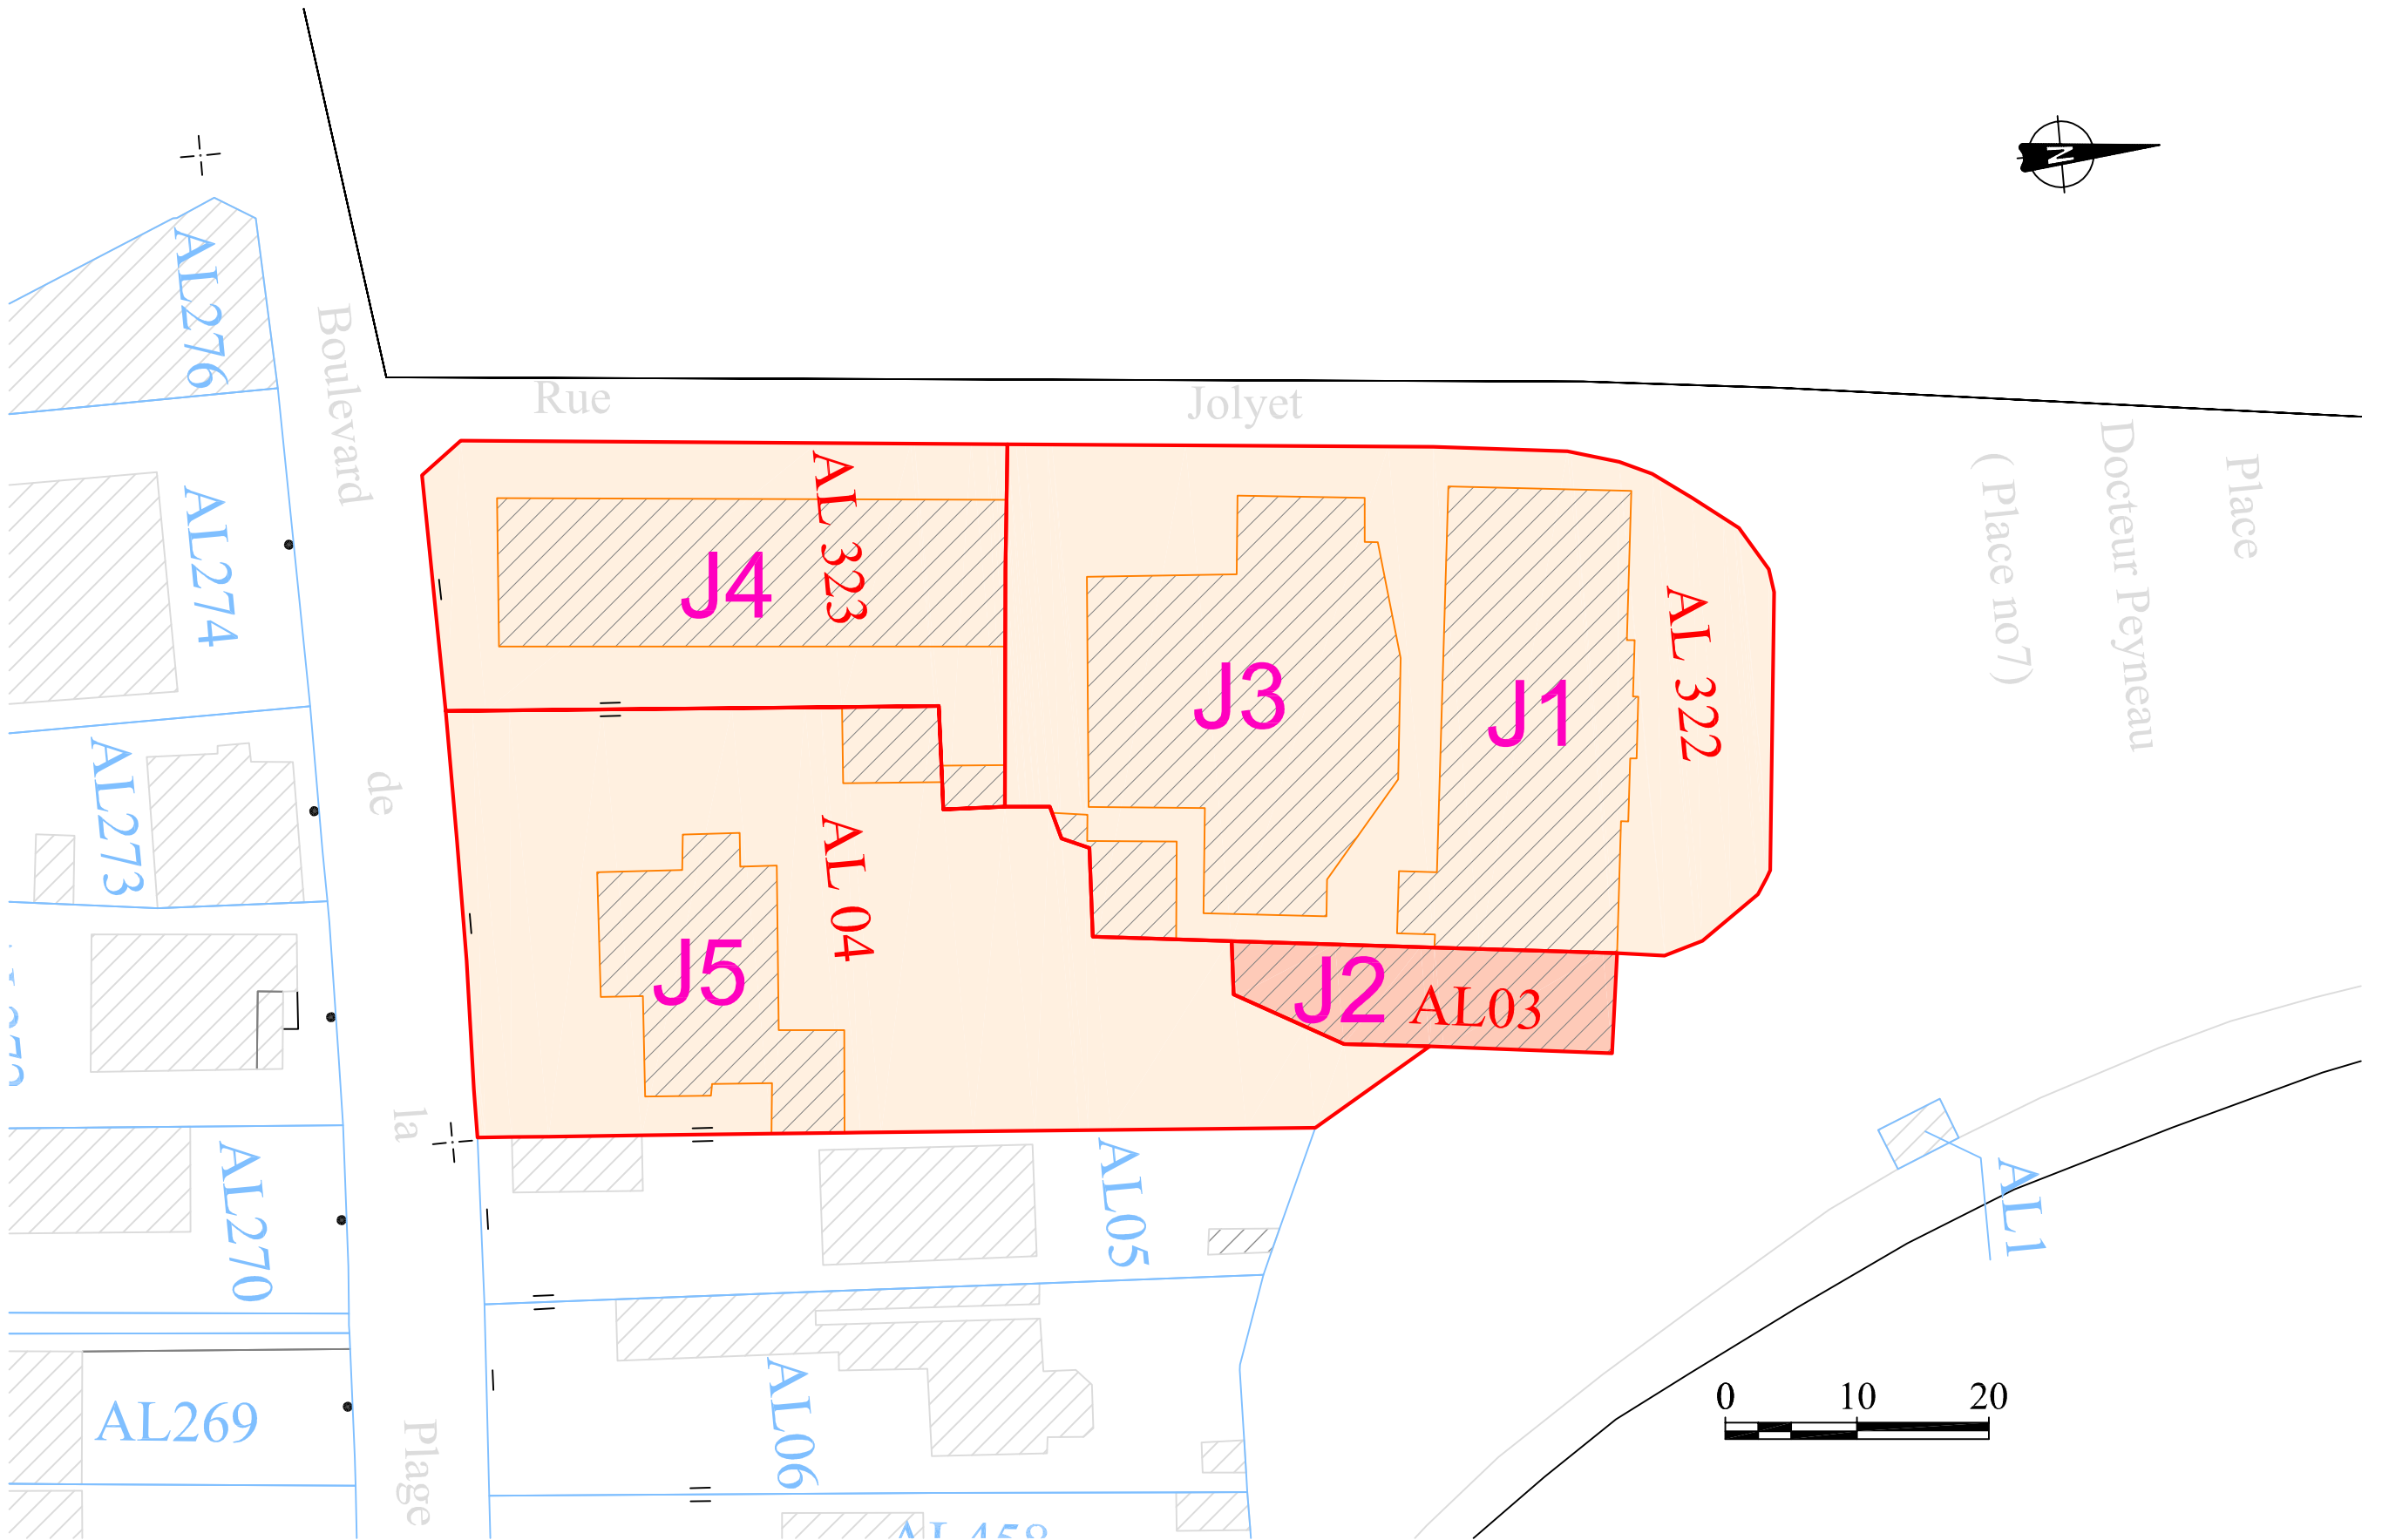 N
AL276
Boulevard
Rue
Jolyet
Place
Docteur Peyneau
( Place no7)
AL 323
AL274
J4
AL 322
J3
J1
AL273
de
AL 04
J5
J2
AL03
la
AL270
AL05
AL1
AL06
AL269
Plage
0 10 20